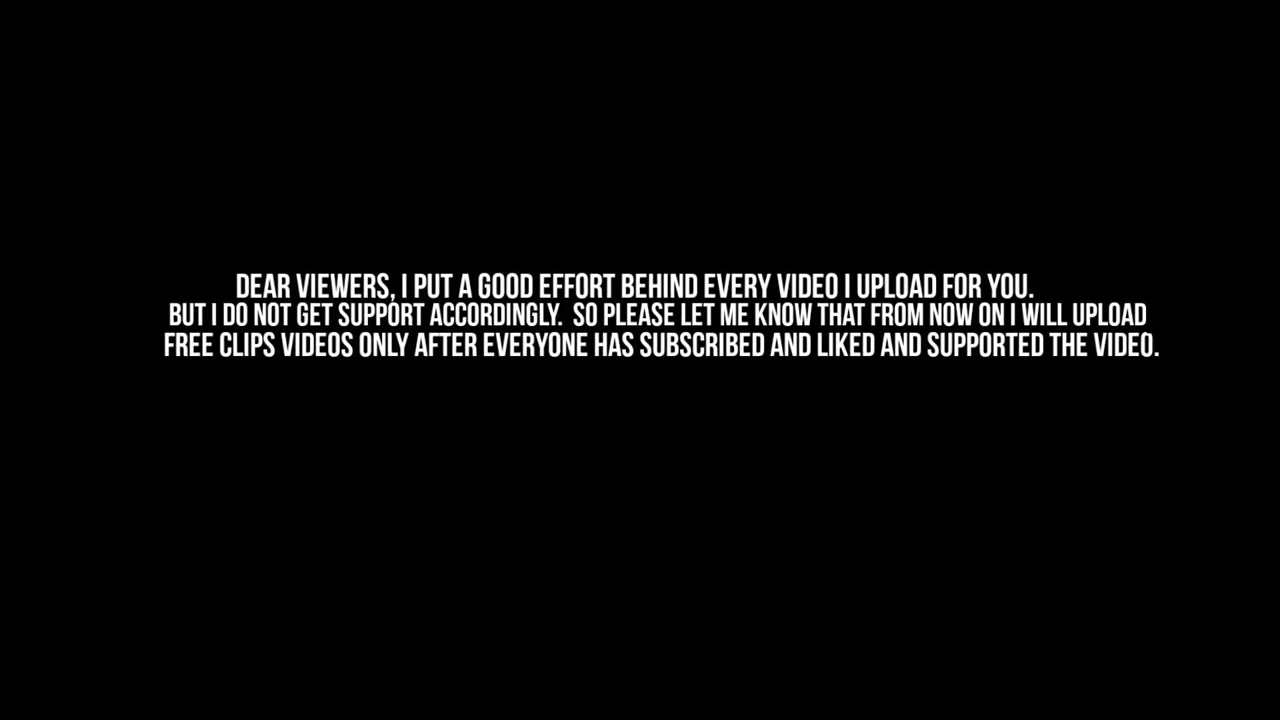 DEAR VIEWERS, I PUT A GOOD EFFORT BEHIND EVERY VIDEO I UPLOAD FOR YOU.
BUT I DO NOT GET SUPPORT ACCORDINGLY. SO PLEASE LET ME KNOW THAT FROM NOW ON I WILL UPLOAD
FREE CLIPS VIDEOS ONLY AFTER EVERYONE HAS SUBSCRIBED AND LIKED AND SUPPORTED THE VIDEO.